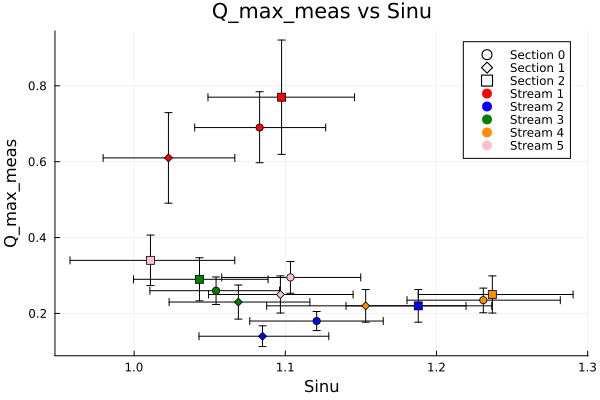 Q_max_meas vs Sinu
Q_max_meas
0.8
0.6
0.4
0.2
Section 0
Section 1
Section 2
Stream 1
Stream 2
Stream 3
Stream 4
Stream 5
1.0
1.1
1.2
1.3
Sinu